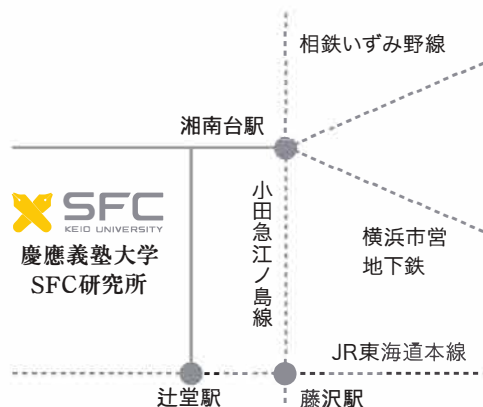 相鉄いずみ野線
湘南台駅
SFC
KEIO UNIVERSITY
慶應義塾大学
SFC研究所
小田急江ノ島線
横浜市営
地下鉄
JR東海道本線
辻堂駅
藤沢駅